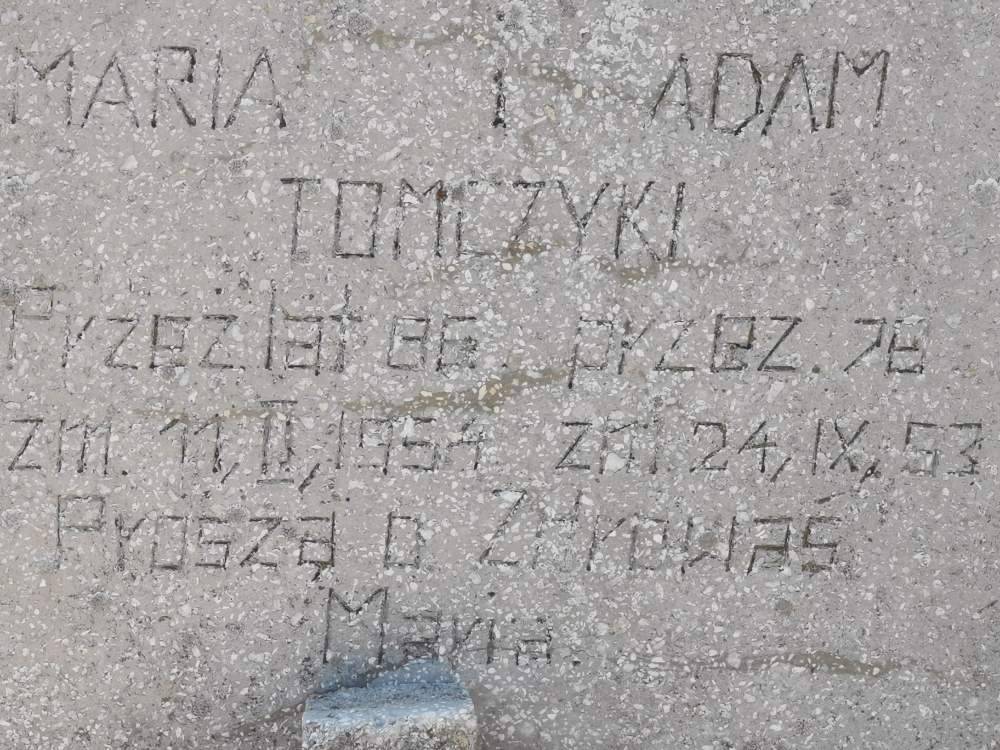 MARIA I ADAM
TOMCZYKI
Przez lat 86. przez. 78
zm. 11, II, 1954 zm. 24, IX, 53
Proszą o Zdrowaś
Maria.